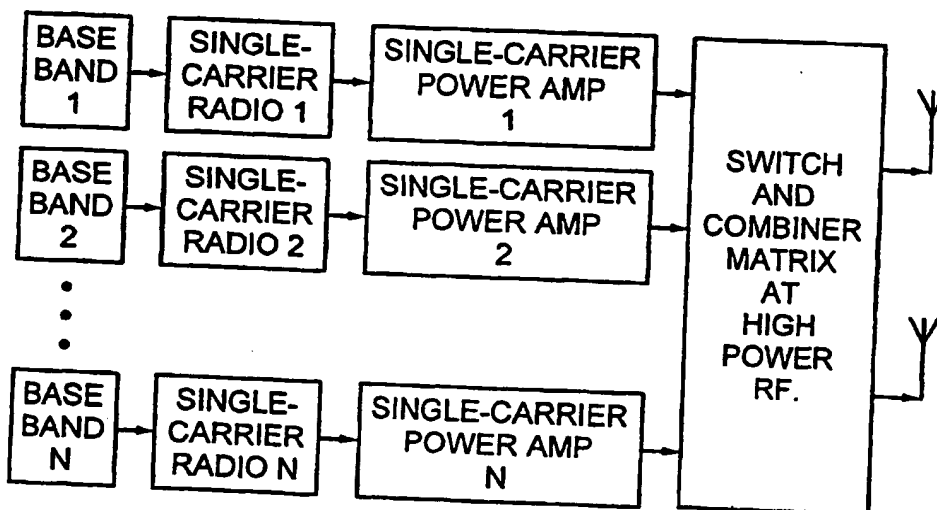 BASE
BAND
1
SINGLE-
CARRIER
RADIO 1
SINGLE-CARRIER
POWER AMP
1
BASE
BAND
2
SINGLE-
CARRIER
RADIO 2
SINGLE-CARRIER
POWER AMP
2
BASE
BAND
N
SINGLE-
CARRIER
RADIO N
SINGLE-CARRIER
POWER AMP
N
SWITCH
AND
COMBINER
MATRIX
AT
HIGH
POWER
RF.